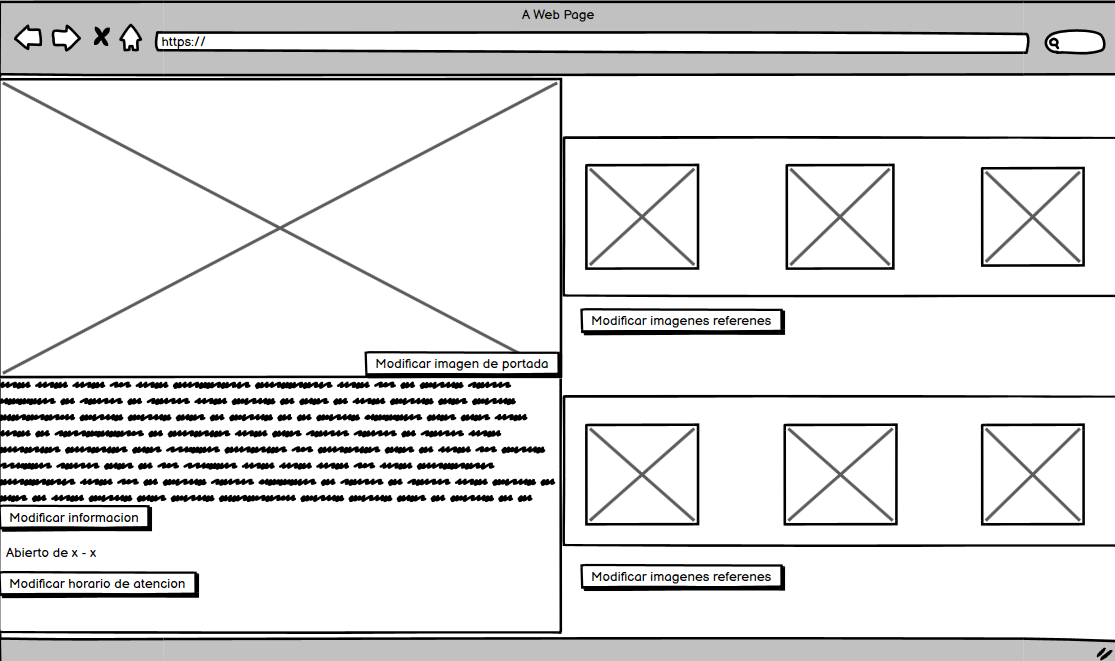 A Web Page
https://
Modificar imagen de portada
Modificar informacion
Abierto de x - x
Modificar horario de atencion
Modificar imagenes referenes
Modificar imagenes referenes